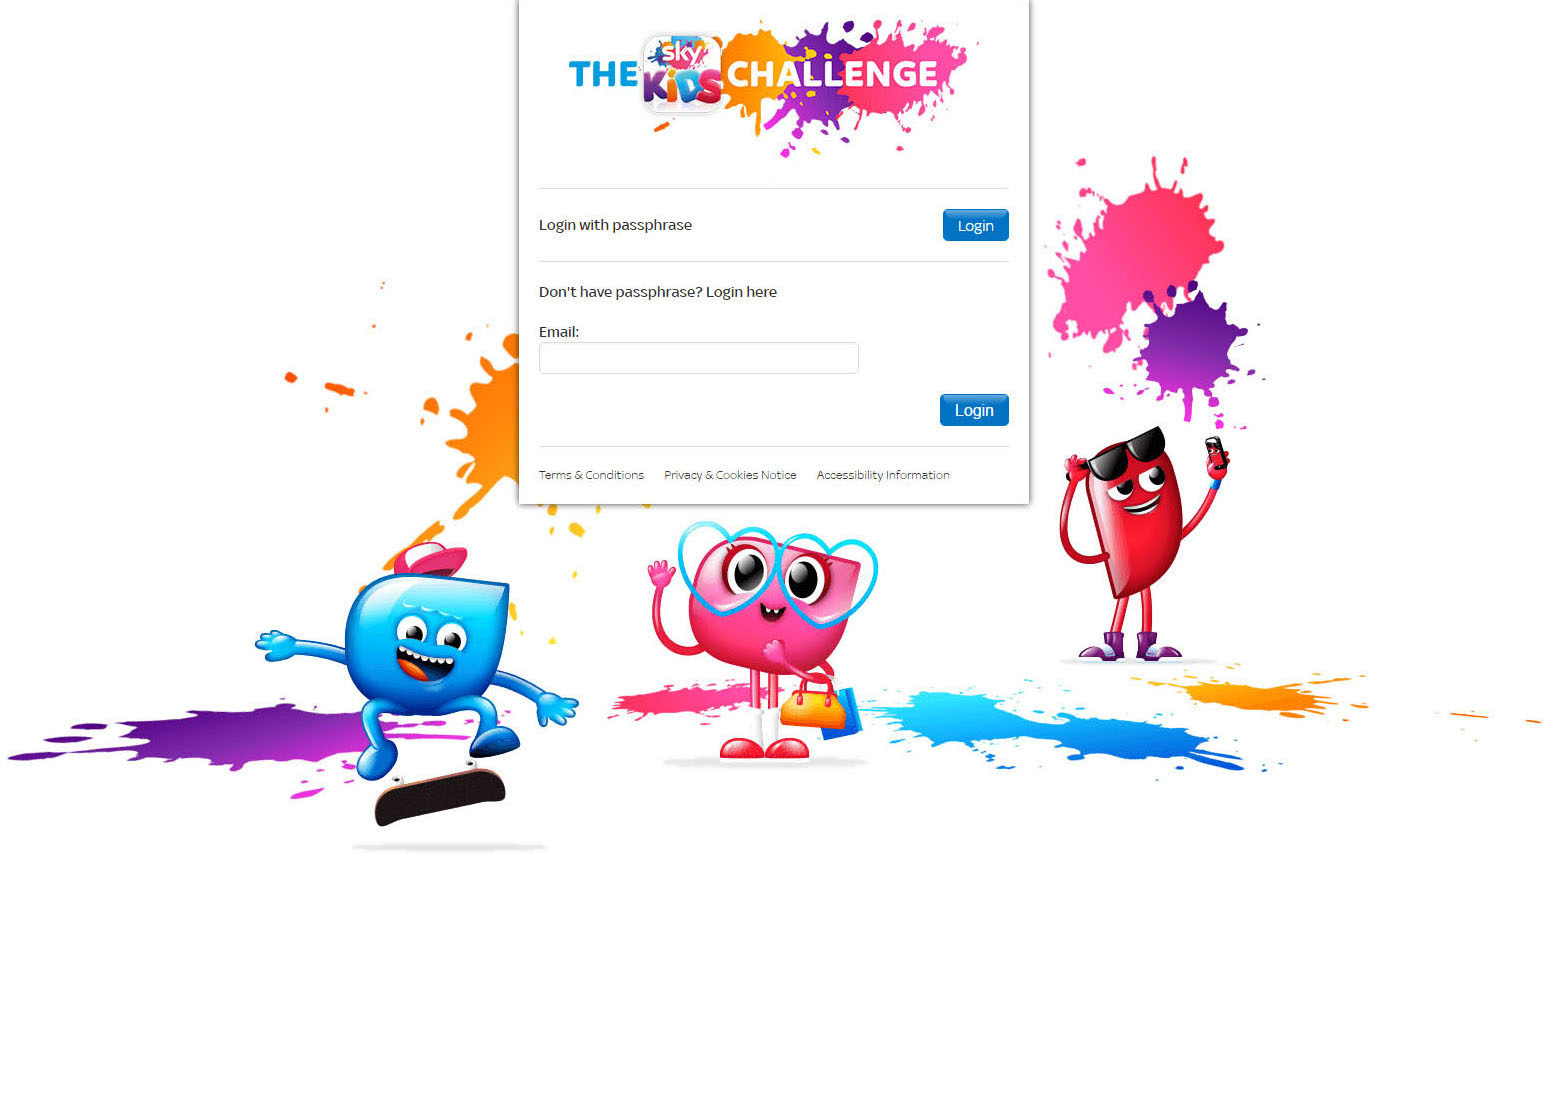 THE sky KiDS CHALLENGE
Login with passphrase
Login
Don't have passphrase? Login here
Email:
Login
Terms & Conditions Privacy & Cookies Notice Accessibility Information